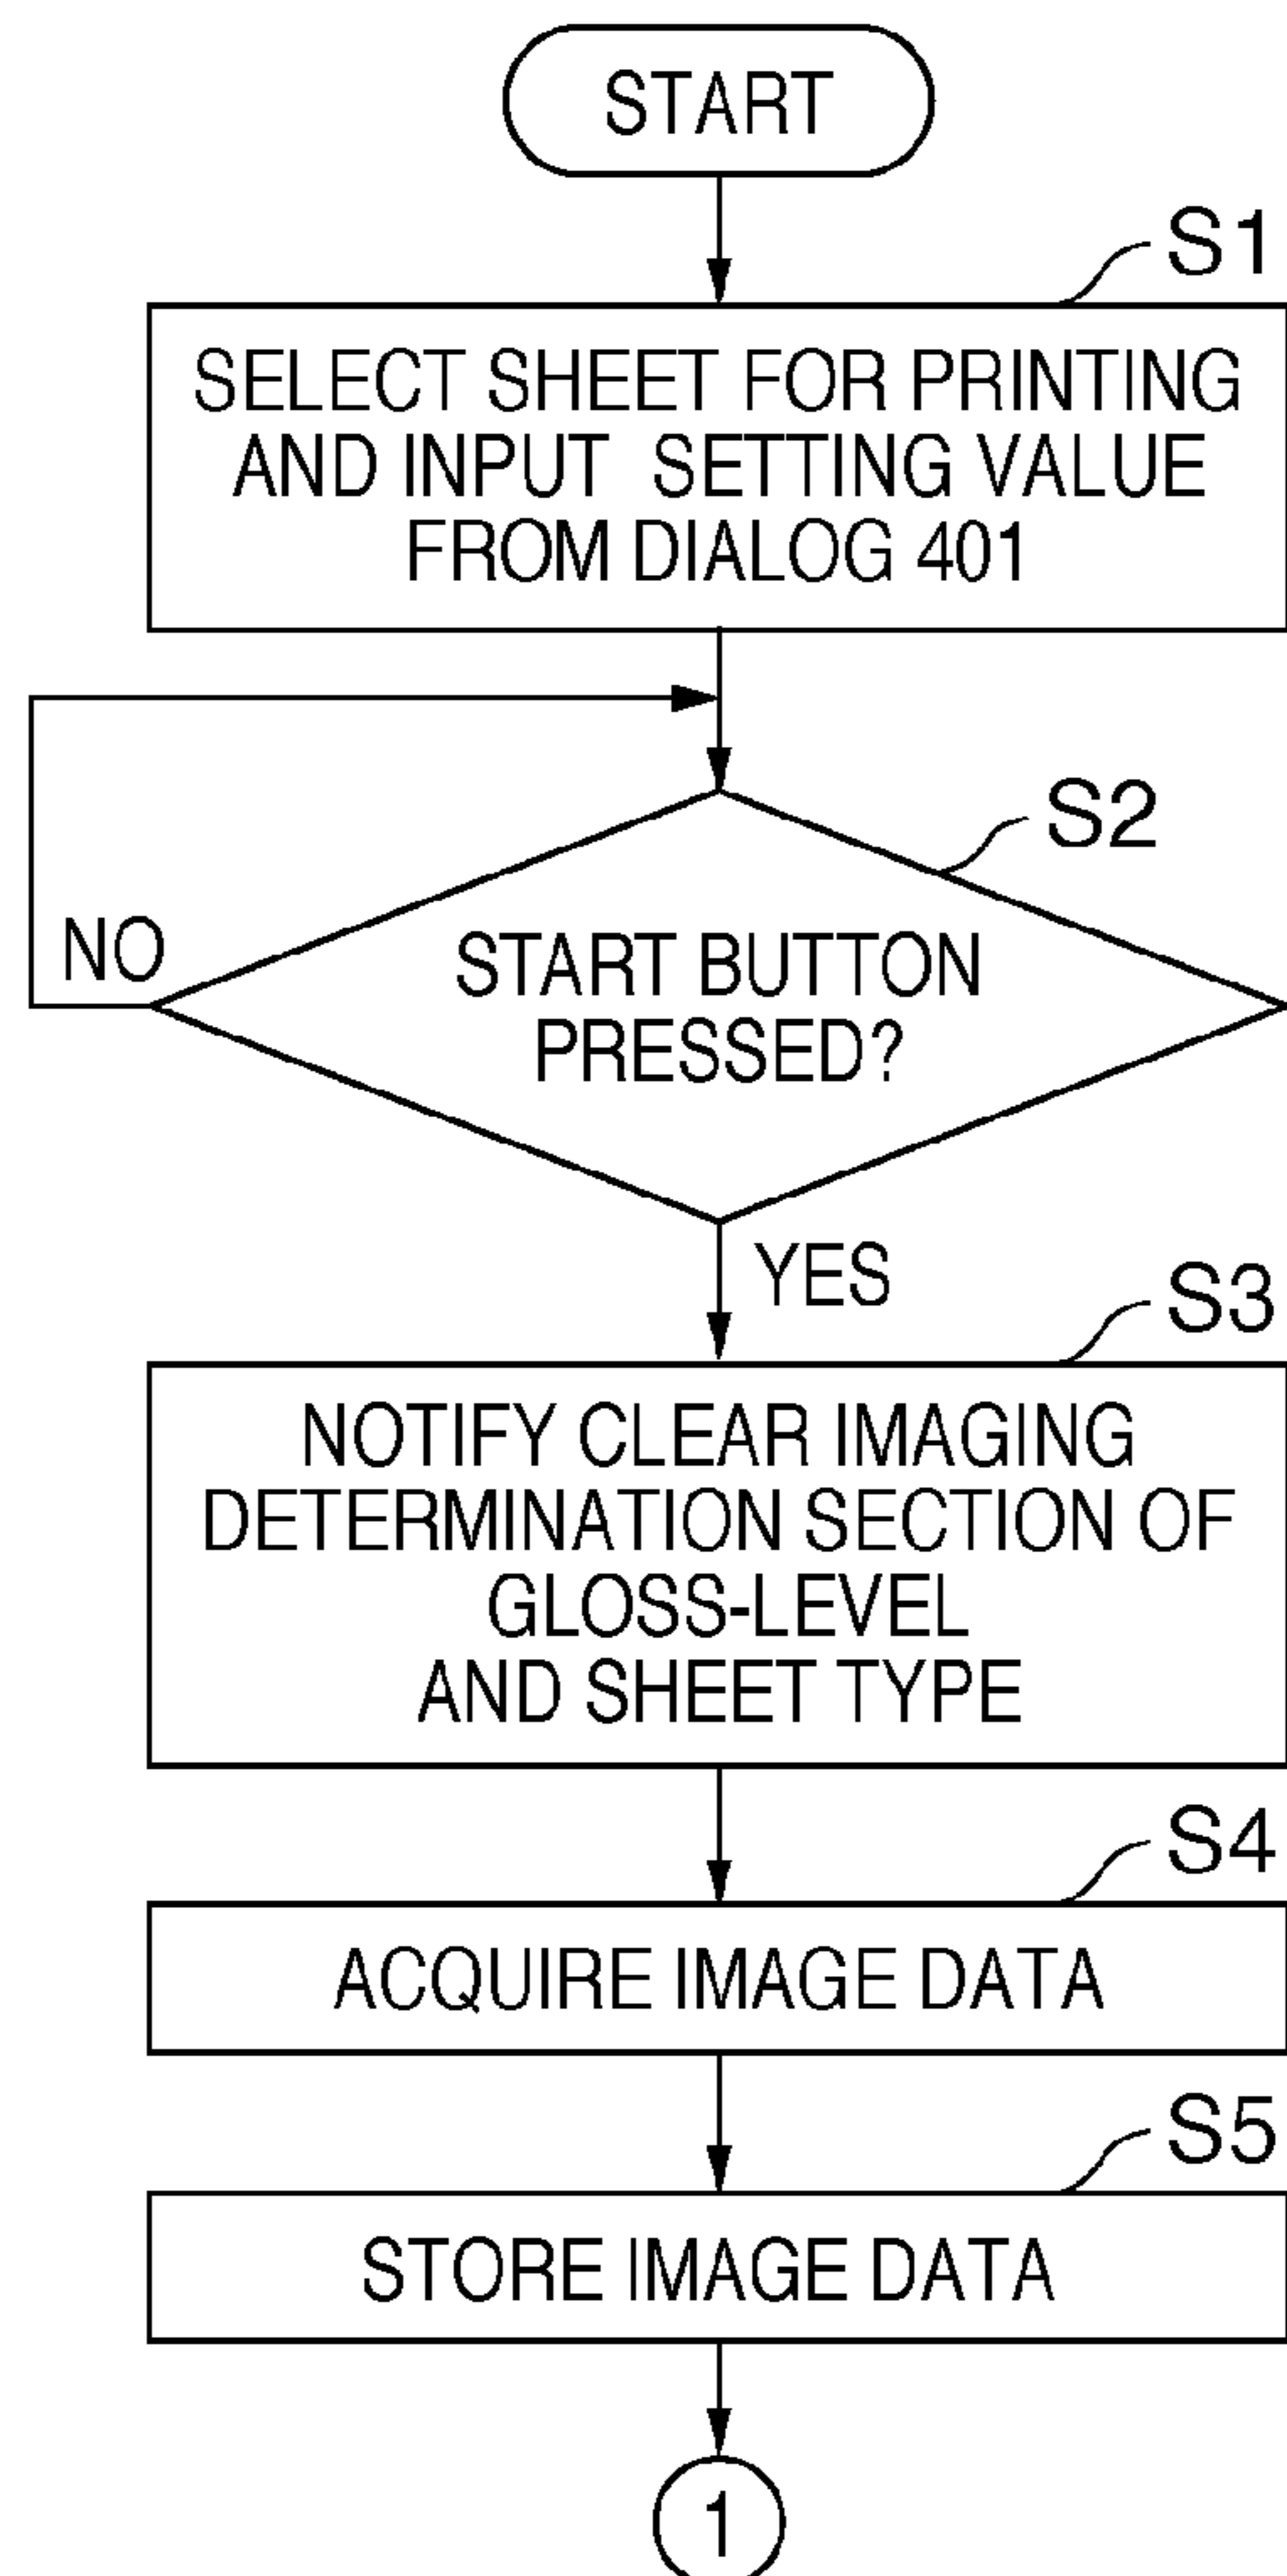 START
S1
SELECT SHEET FOR PRINTING
AND INPUT SETTING VALUE
FROM DIALOG 401
S2
NO
START BUTTON
PRESSED?
YES
S3
NOTIFY CLEAR IMAGING
DETERMINATION SECTION OF
GLOSS-LEVEL
AND SHEET TYPE
S4
ACQUIRE IMAGE DATA
S5
STORE IMAGE DATA
1